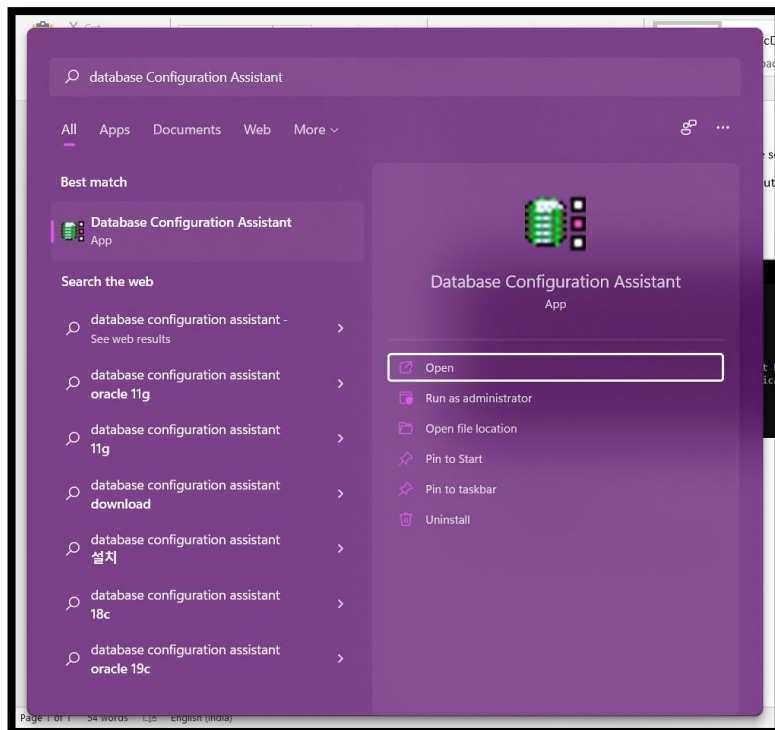 Cut
database Configuration Assistant
All Apps Documents Web More
Best match
Database Configuration Assistant
App
Search the web
database configuration assistant -
See web results
database configuration assistant
oracle 11g
database configuration assistant
11g
database configuration assistant
download
database configuration assistant
설치
database configuration assistant
18c
database configuration assistant
oracle 19c
Database Configuration Assistant
App
Open
Run as administrator
Open file location
Pin to Start
Pin to taskbar
Uninstall
Page 1 of 1 54 words English (India)